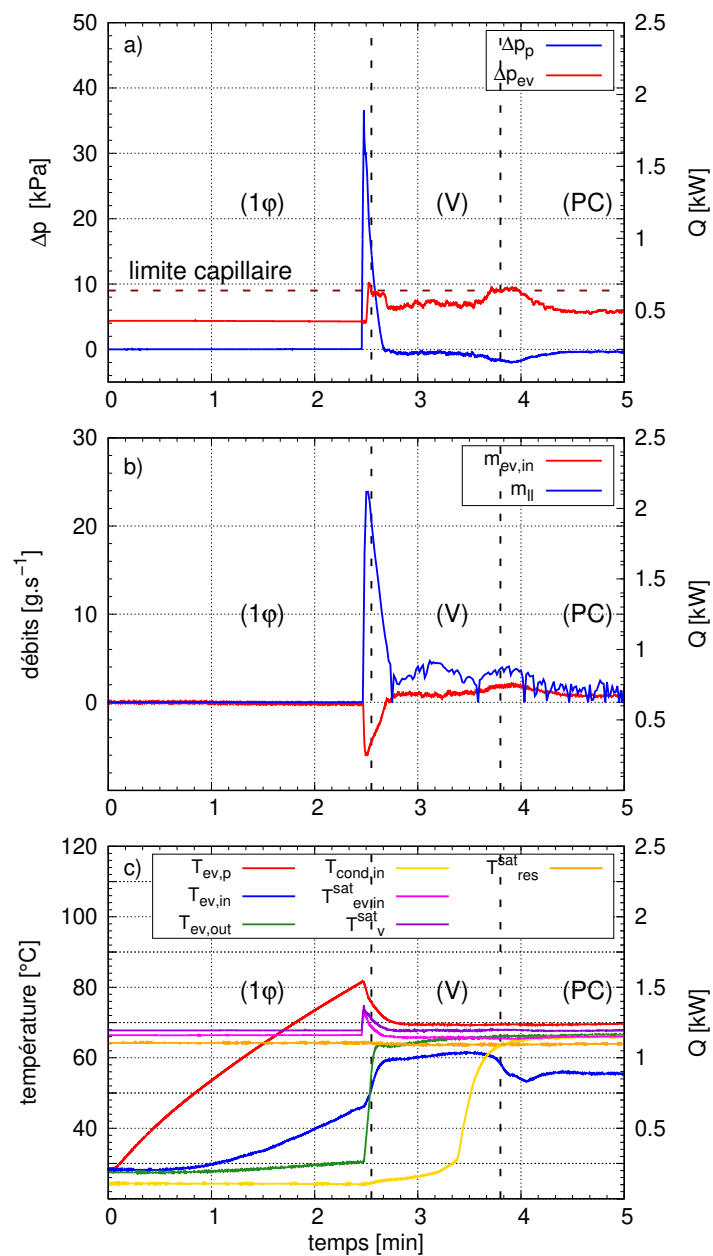 a)
Δp_p
Δp_ev
50
40
30
20
10
0
Δp [kPa]
2.5
2
1.5
1
0.5
Q [kW]
(1φ)
(V)
(PC)
limite capillaire
0 1 2 3 4 5
b)
m_ev,in
m_ll
30
20
10
0
débits [g.s⁻¹]
2.5
2
1.5
1
0.5
Q [kW]
(1φ)
(V)
(PC)
0 1 2 3 4 5
c)
T_ev,p
T_ev,in
T_ev,out
T_cond,in
T^sat_ev,in
T^sat_v
T^sat_res
120
100
80
60
40
température [°C]
2.5
2
1.5
1
0.5
Q [kW]
(1φ)
(V)
(PC)
0 1 2 3 4 5
temps [min]